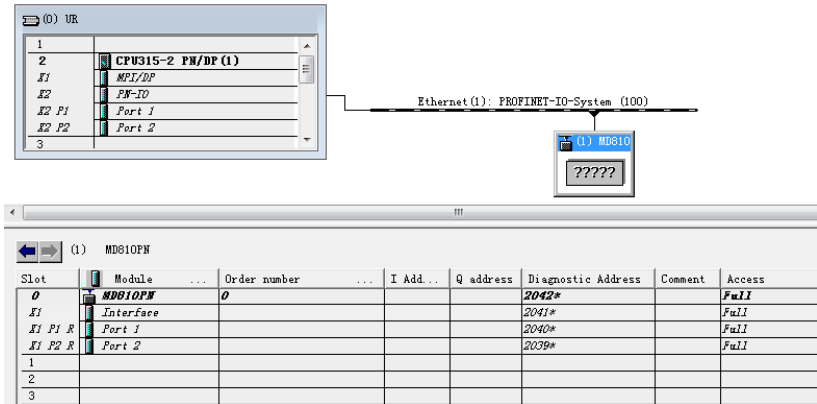 (0) UR
1
2 CPU315-2 PN/DP(1)
X1 MPI/DP
X2 PN-IO
X2 P1 Port 1
X2 P2 Port 2
3
Ethernet(1): PROFINET-IO-System (100)
(1) MD810
?????
(1) MD810PN
Slot Module ... Order number ... I Add... Q address Diagnostic Address Comment Access
0 MD810PN 0 2042* Full
X1 Interface 2041* Full
X1 P1 R Port 1 2040* Full
X1 P2 R Port 2 2039* Full
1
2
3